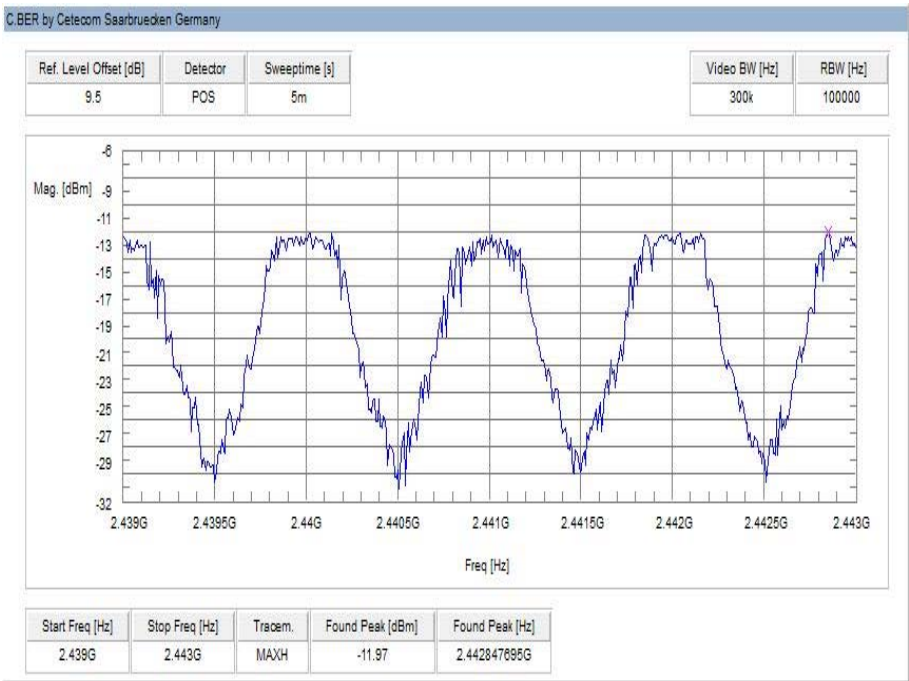 C.BER by Cetecom Saarbruecken Germany
Ref. Level Offset [dB] Detector Sweeptime [s] Video BW [Hz] RBW [Hz]
9.5 POS 5m 300k 100000
-6
Mag. [dBm] -9
-11
-13
-15
-17
-19
-21
-23
-25
-27
-29
-32
2.439G 2.4395G 2.44G 2.4405G 2.441G 2.4415G 2.442G 2.4425G 2.443G
Freq [Hz]
Start Freq [Hz] Stop Freq [Hz] Tracem. Found Peak [dBm] Found Peak [Hz]
2.439G 2.443G MAXH -11.97 2.442847695G